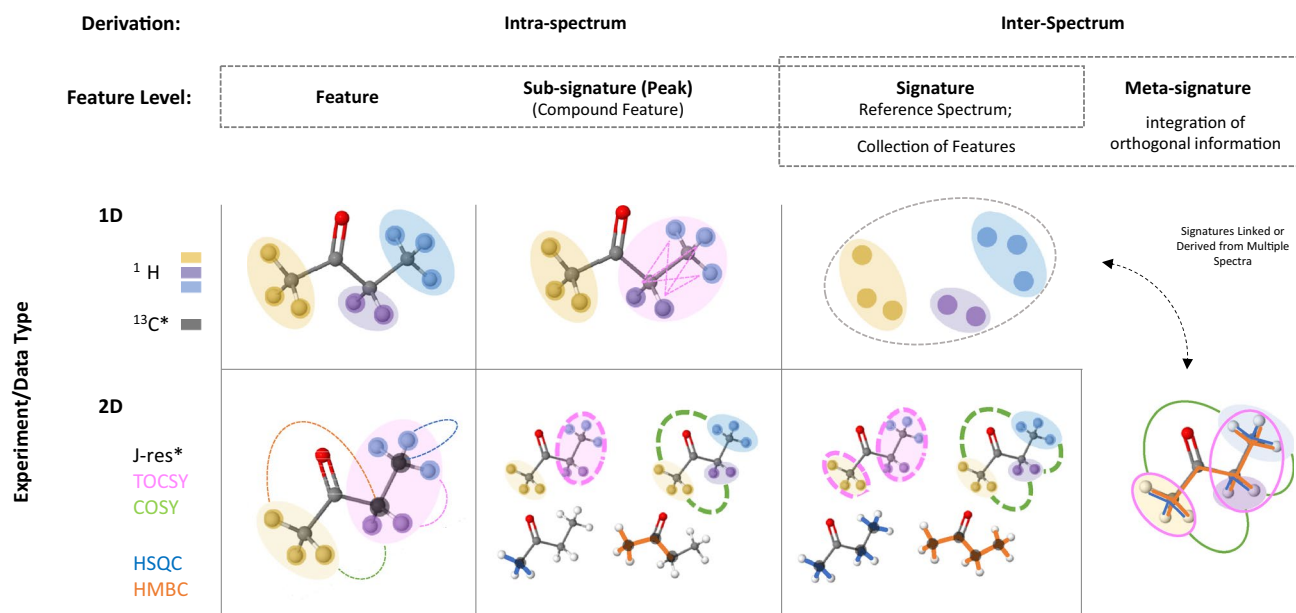 Derivation:
Intra-spectrum
Inter-Spectrum
Feature Level:
Feature
Sub-signature (Peak)
(Compound Feature)
Signature
Reference Spectrum;
Collection of Features
Meta-signature
integration of
orthogonal information
Experiment/Data Type
1D
¹ H
¹³C*
Signatures Linked or
Derived from Multiple
Spectra
2D
J-res*
TOCSY
COSY
HSQC
HMBC